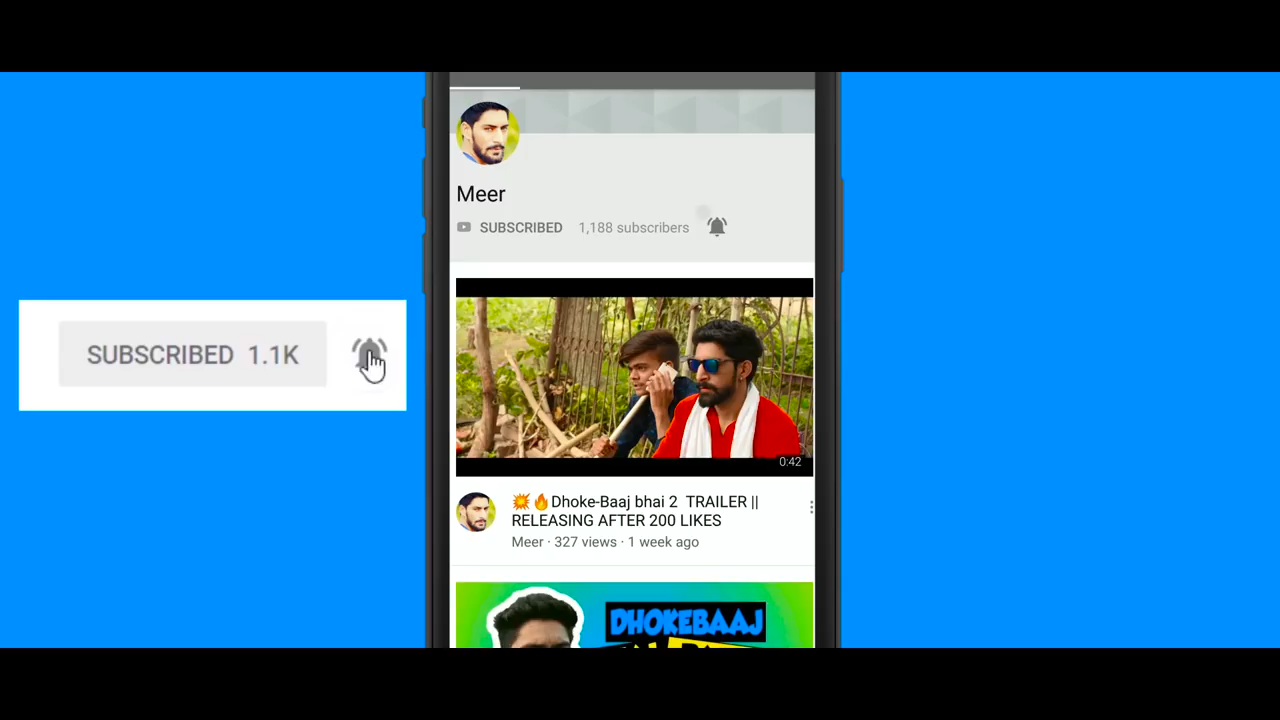 Meer
SUBSCRIBED 1,188 subscribers
SUBSCRIBED 1.1K
0:42
💥🔥Dhoke-Baaj bhai 2 TRAILER ||
RELEASING AFTER 200 LIKES
Meer · 327 views · 1 week ago
DHOKEBAAJ